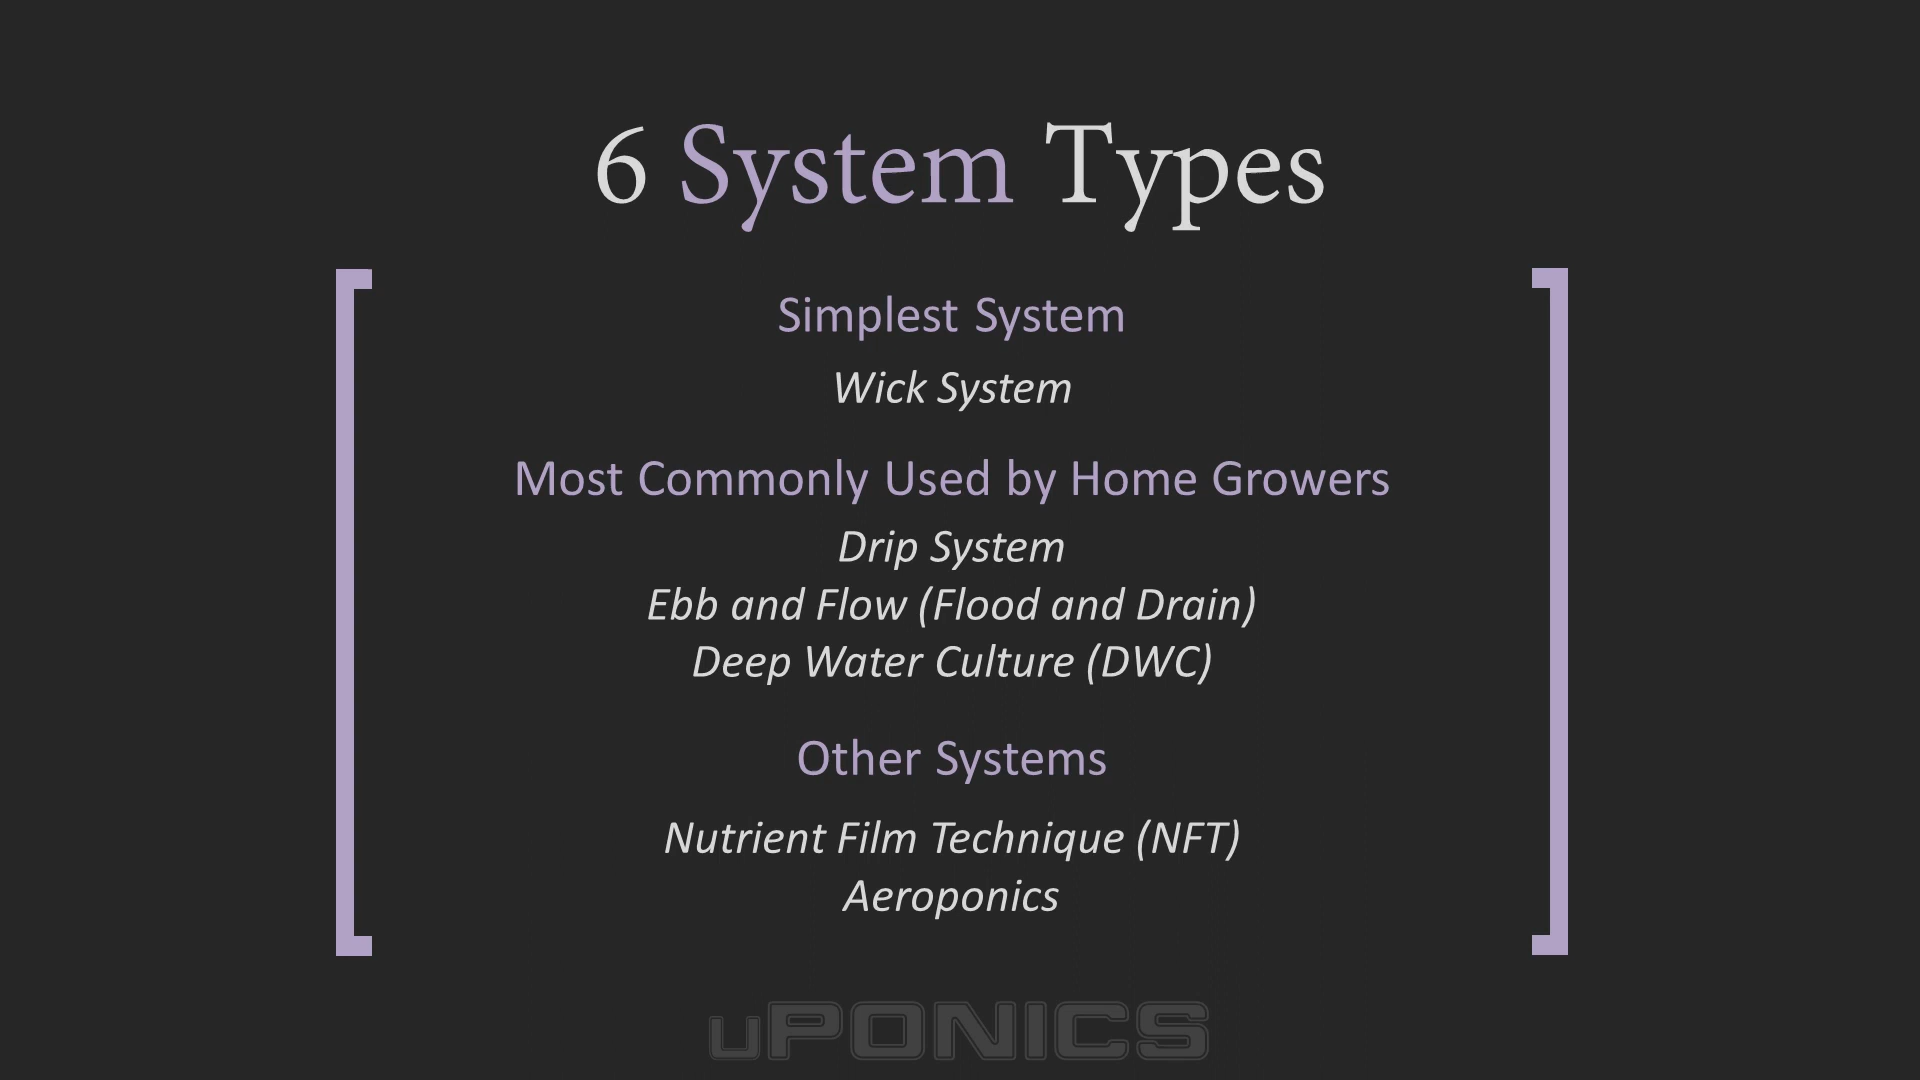 6 System Types
Simplest System
Wick System
Most Commonly Used by Home Growers
Drip System
Ebb and Flow (Flood and Drain)
Deep Water Culture (DWC)
Other Systems
Nutrient Film Technique (NFT)
Aeroponics
uPONICS